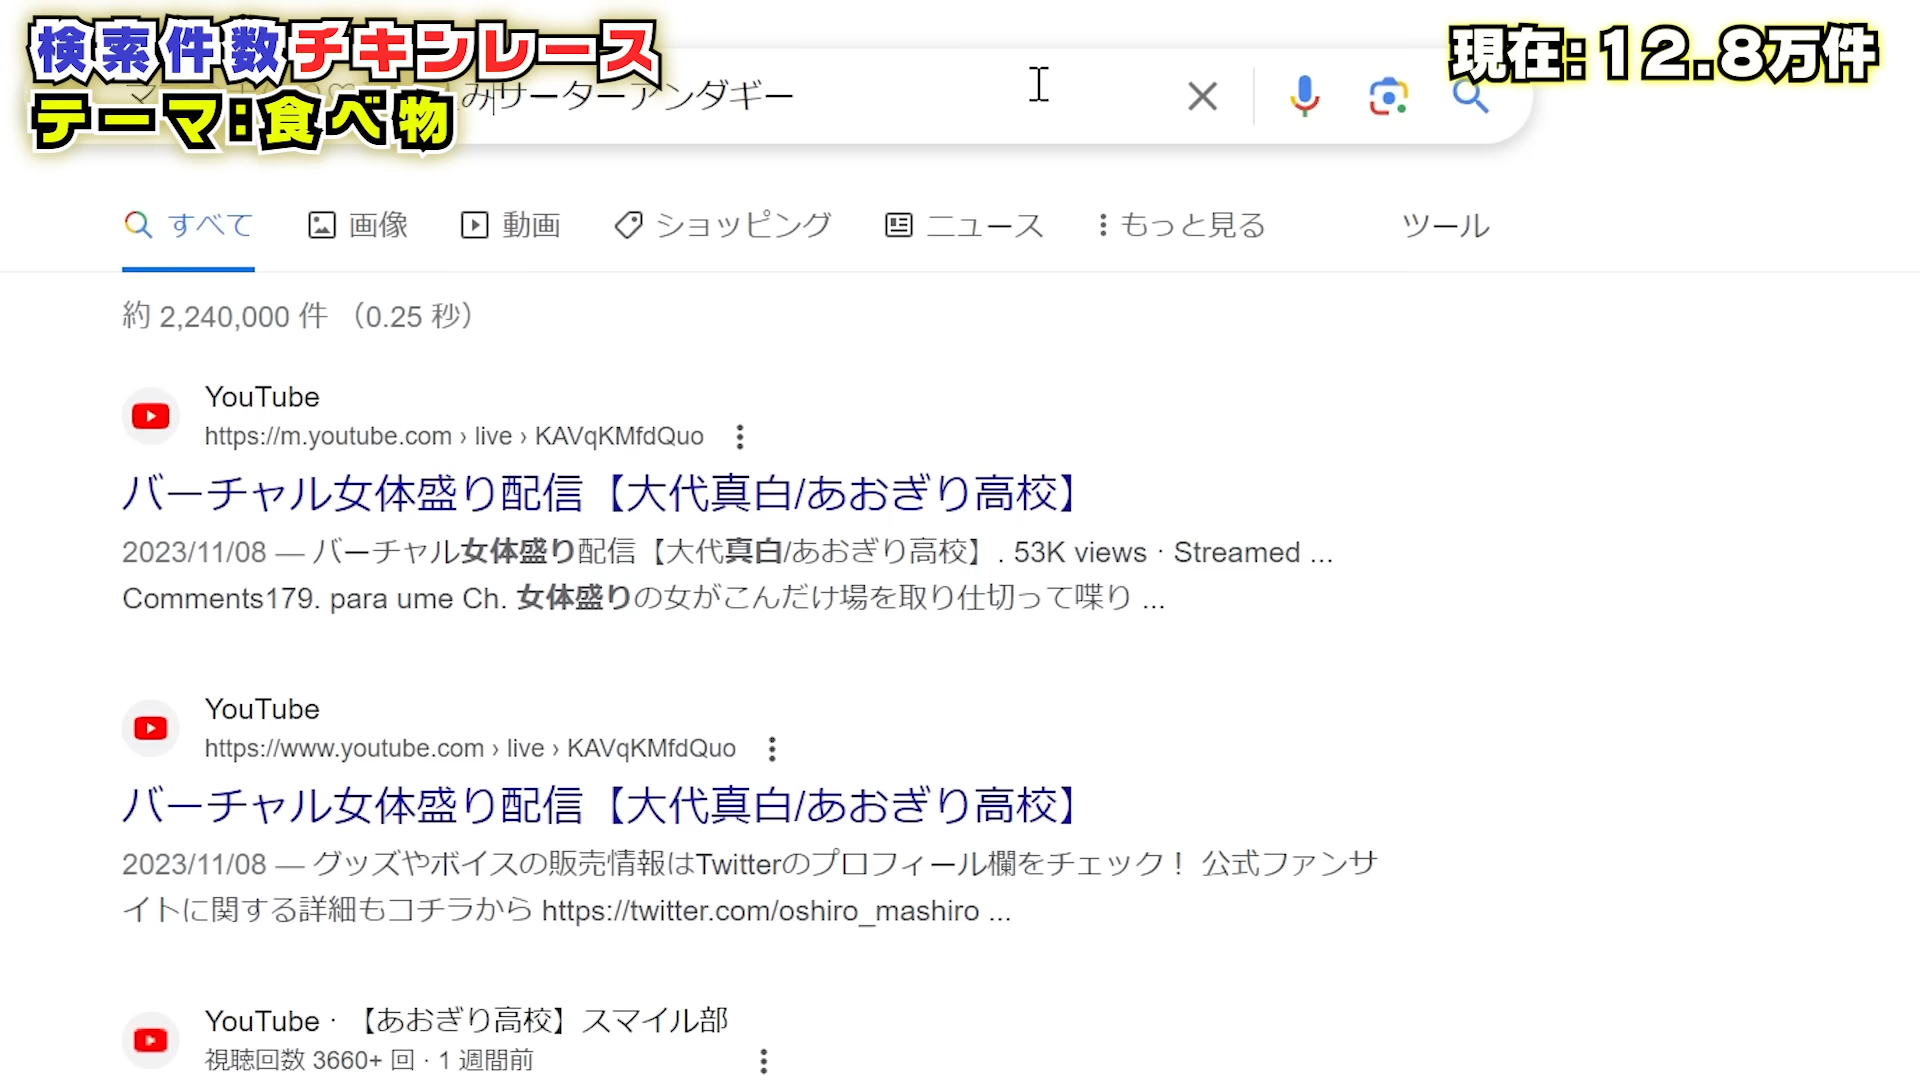 検索件数チキンレース
現在:12.8万件
テーマ:食べ物
みサーターアンダギー
すべて
画像
動画
ショッピング
ニュース
もっと見る
ツール
約 2,240,000 件 （0.25 秒）
YouTube
https://m.youtube.com › live › KAVqKMfdQuo
バーチャル女体盛り配信【大代真白/あおぎり高校】
2023/11/08 — バーチャル女体盛り配信【大代真白/あおぎり高校】. 53K views · Streamed ...
Comments179. para ume Ch. 女体盛りの女がこんだけ場を取り仕切って喋り ...
YouTube
https://www.youtube.com › live › KAVqKMfdQuo
バーチャル女体盛り配信【大代真白/あおぎり高校】
2023/11/08 — グッズやボイスの販売情報はTwitterのプロフィール欄をチェック！ 公式ファンサ
イトに関する詳細もコチラから https://twitter.com/oshiro_mashiro ...
YouTube · 【あおぎり高校】スマイル部
視聴回数 3660+ 回 · 1 週間前